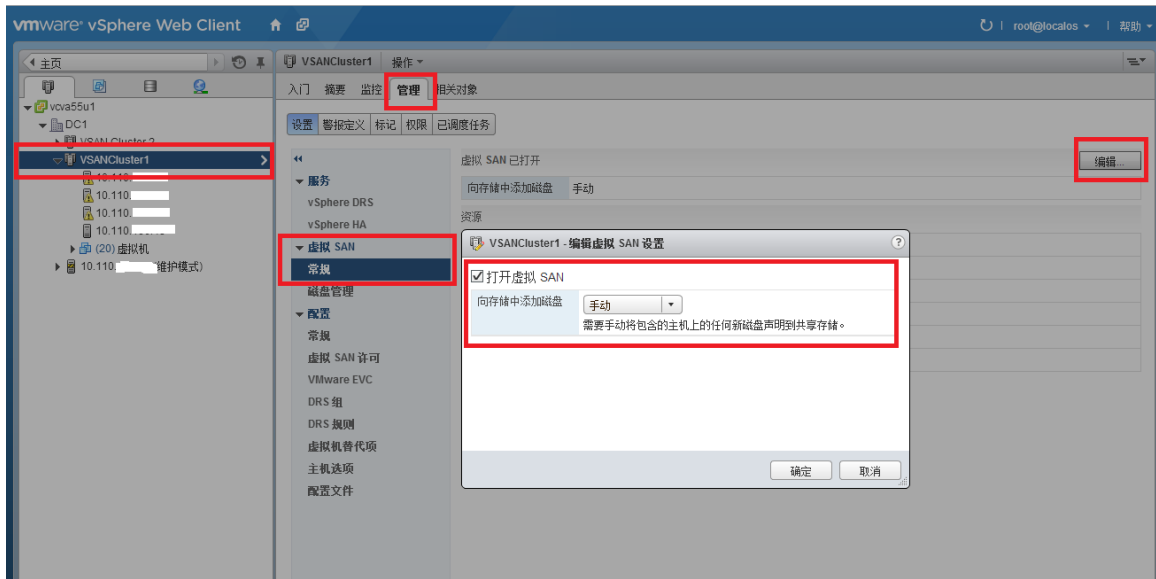 vmware® vSphere Web Client
root@localos
帮助
主页
VSANCluster1 操作
入门 摘要 监控 管理 相关对象
vcva55u1
DC1
VSAN Cluster 2
VSANCluster1
10.110.
10.110.
10.110.
10.110.
(20) 虚拟机
10.110. 维护模式)
设置 警报定义 标记 权限 已调度任务
服务
vSphere DRS
vSphere HA
虚拟 SAN
常规
磁盘管理
配置
常规
虚拟 SAN 许可
VMware EVC
DRS 组
DRS 规则
虚拟机替代项
主机选项
配置文件
虚拟 SAN 已打开
编辑...
向存储中添加磁盘 手动
资源
VSANCluster1 - 编辑虚拟 SAN 设置
打开虚拟 SAN
向存储中添加磁盘 手动
需要手动将包含的主机上的任何新磁盘声明到共享存储。
确定 取消